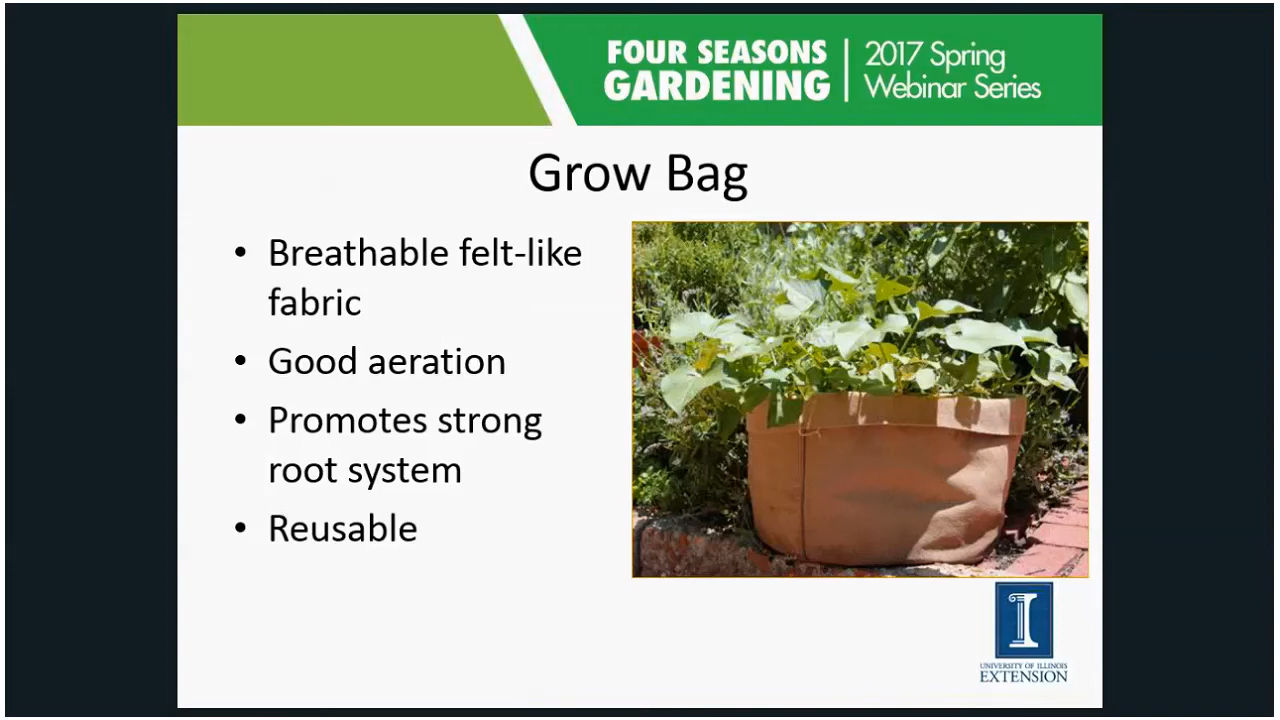 FOUR SEASONS
GARDENING
2017 Spring
Webinar Series
Grow Bag
• Breathable felt-like
fabric
• Good aeration
• Promotes strong
root system
• Reusable
I
UNIVERSITY OF ILLINOIS
EXTENSION